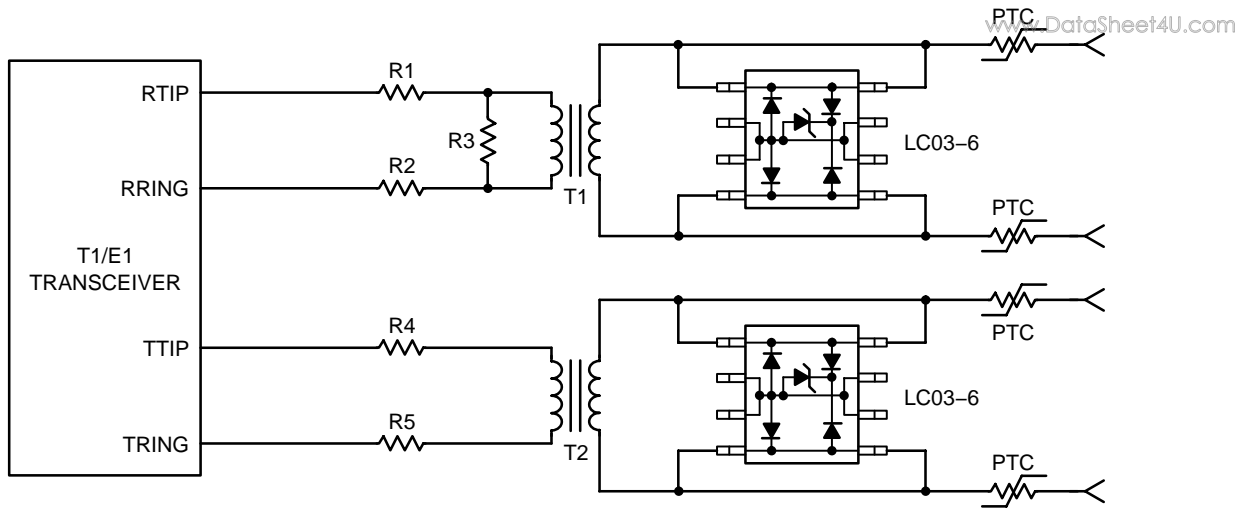 PTC
www.DataSheet4U.com
RTIP
R1
R3
R2
RRING
T1
LC03–6
PTC
T1/E1
TRANSCEIVER
PTC
TTIP
R4
R5
TRING
T2
LC03–6
PTC